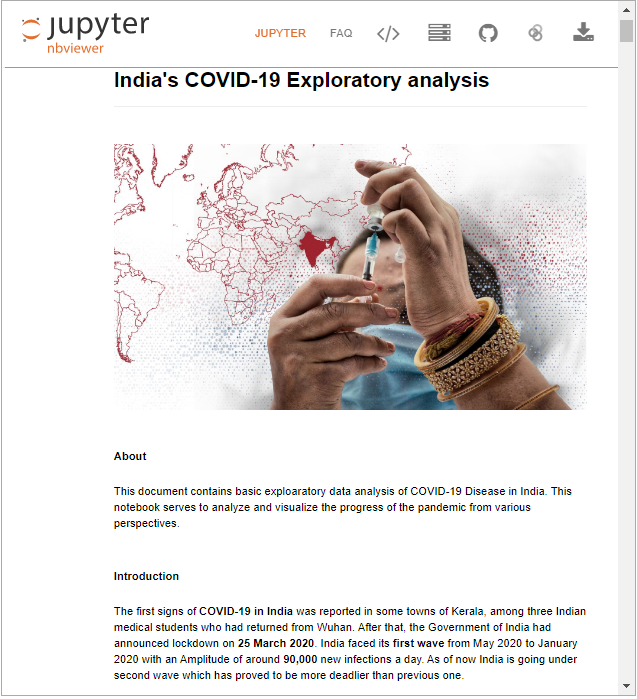 jupyter
nbviewer
JUPYTER
FAQ
India's COVID-19 Exploratory analysis
About
This document contains basic exploaratory data analysis of COVID-19 Disease in India. This
notebook serves to analyze and visualize the progress of the pandemic from various
perspectives.
Introduction
The first signs of COVID-19 in India was reported in some towns of Kerala, among three Indian
medical students who had returned from Wuhan. After that, the Government of India had
announced lockdown on 25 March 2020. India faced its first wave from May 2020 to January
2020 with an Amplitude of around 90,000 new infections a day. As of now India is going under
second wave which has proved to be more deadlier than previous one.